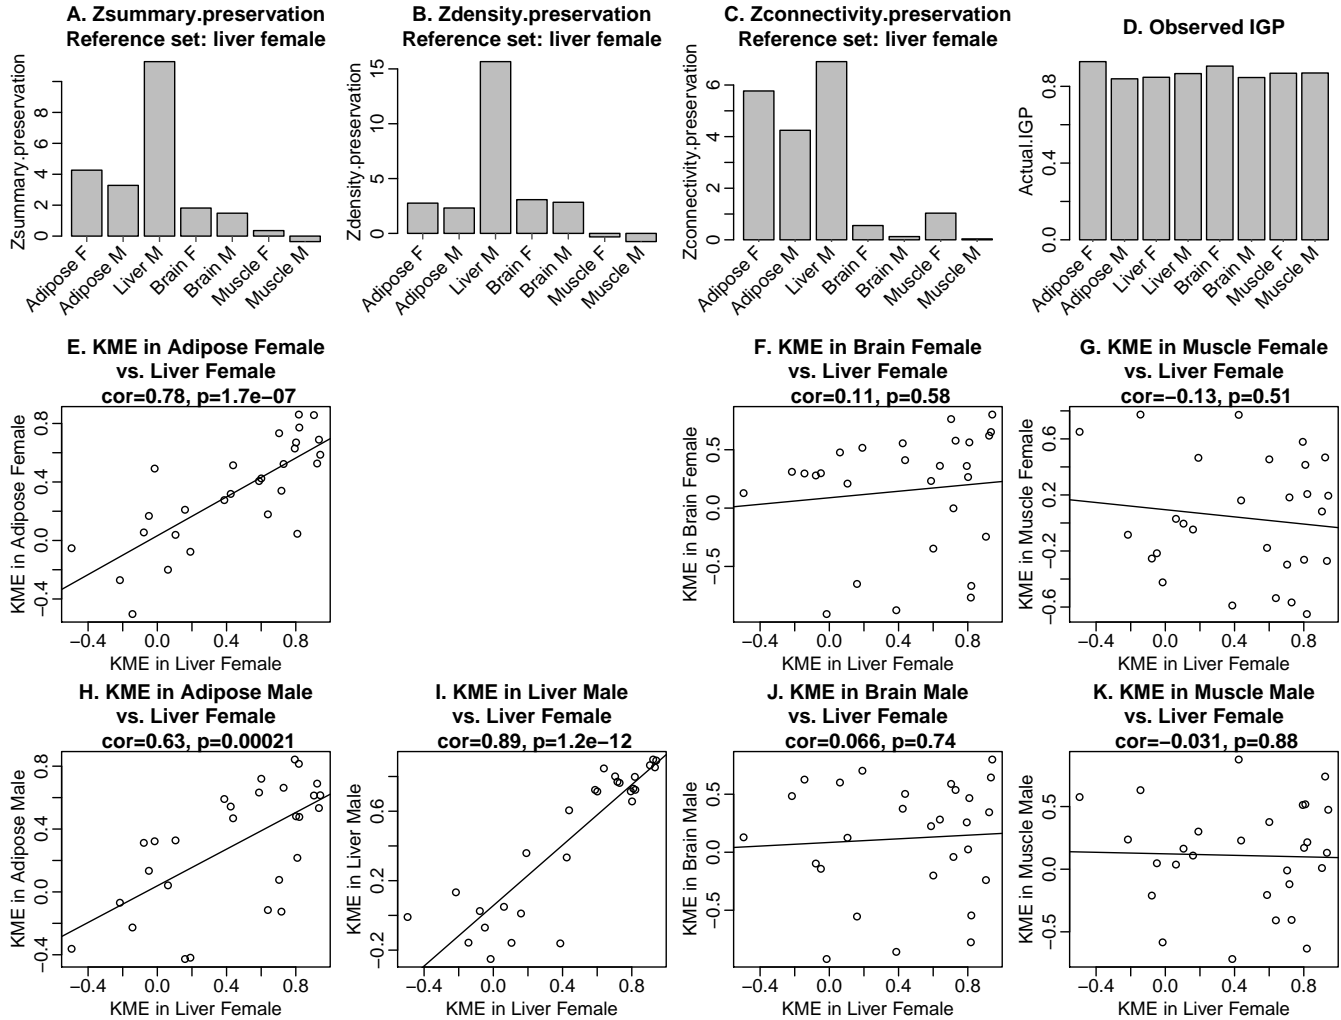 A. Zsummary.preservation
Reference set: liver female
Zsummary.preservation
0 2 4 6 8
Adipose F
Adipose M
Liver M
Brain F
Brain M
Muscle F
Muscle M
B. Zdensity.preservation
Reference set: liver female
Zdensity.preservation
0 5 10 15
Adipose F
Adipose M
Liver M
Brain F
Brain M
Muscle F
Muscle M
C. Zconnectivity.preservation
Reference set: liver female
Zconnectivity.preservation
0 2 4 6
Adipose F
Adipose M
Liver M
Brain F
Brain M
Muscle F
Muscle M
D. Observed IGP
Actual.IGP
0.0 0.4 0.8
Adipose F
Adipose M
Liver F
Liver M
Brain F
Brain M
Muscle F
Muscle M
E. KME in Adipose Female
vs. Liver Female
cor=0.78, p=1.7e−07
KME in Adipose Female
−0.4 0.0 0.4 0.8
−0.4 0.0 0.4 0.8
KME in Liver Female
F. KME in Brain Female
vs. Liver Female
cor=0.11, p=0.58
KME in Brain Female
−0.5 0.0 0.5
−0.4 0.0 0.4 0.8
KME in Liver Female
G. KME in Muscle Female
vs. Liver Female
cor=−0.13, p=0.51
KME in Muscle Female
−0.6 −0.2 0.2 0.6
−0.4 0.0 0.4 0.8
KME in Liver Female
H. KME in Adipose Male
vs. Liver Female
cor=0.63, p=0.00021
KME in Adipose Male
−0.4 0.0 0.4 0.8
−0.4 0.0 0.4 0.8
KME in Liver Female
I. KME in Liver Male
vs. Liver Female
cor=0.89, p=1.2e−12
KME in Liver Male
−0.2 0.2 0.6
−0.4 0.0 0.4 0.8
KME in Liver Female
J. KME in Brain Male
vs. Liver Female
cor=0.066, p=0.74
KME in Brain Male
−0.5 0.0 0.5
−0.4 0.0 0.4 0.8
KME in Liver Female
K. KME in Muscle Male
vs. Liver Female
cor=−0.031, p=0.88
KME in Muscle Male
−0.5 0.0 0.5
−0.4 0.0 0.4 0.8
KME in Liver Female